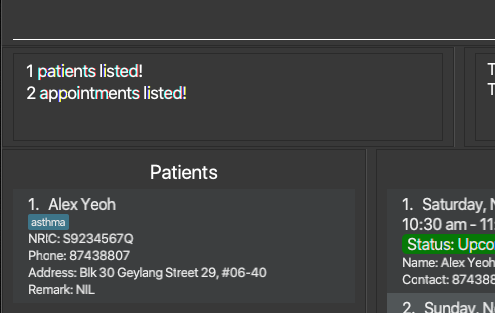 1 patients listed!
2 appointments listed!
T
T
Patients
1. Alex Yeoh
asthma
NRIC: S9234567Q
Phone: 87438807
Address: Blk 30 Geylang Street 29, #06-40
Remark: NIL
1. Saturday, N
10:30 am - 11:
Status: Upco
Name: Alex Yeoh
Contact: 874388
2. Sunday, No